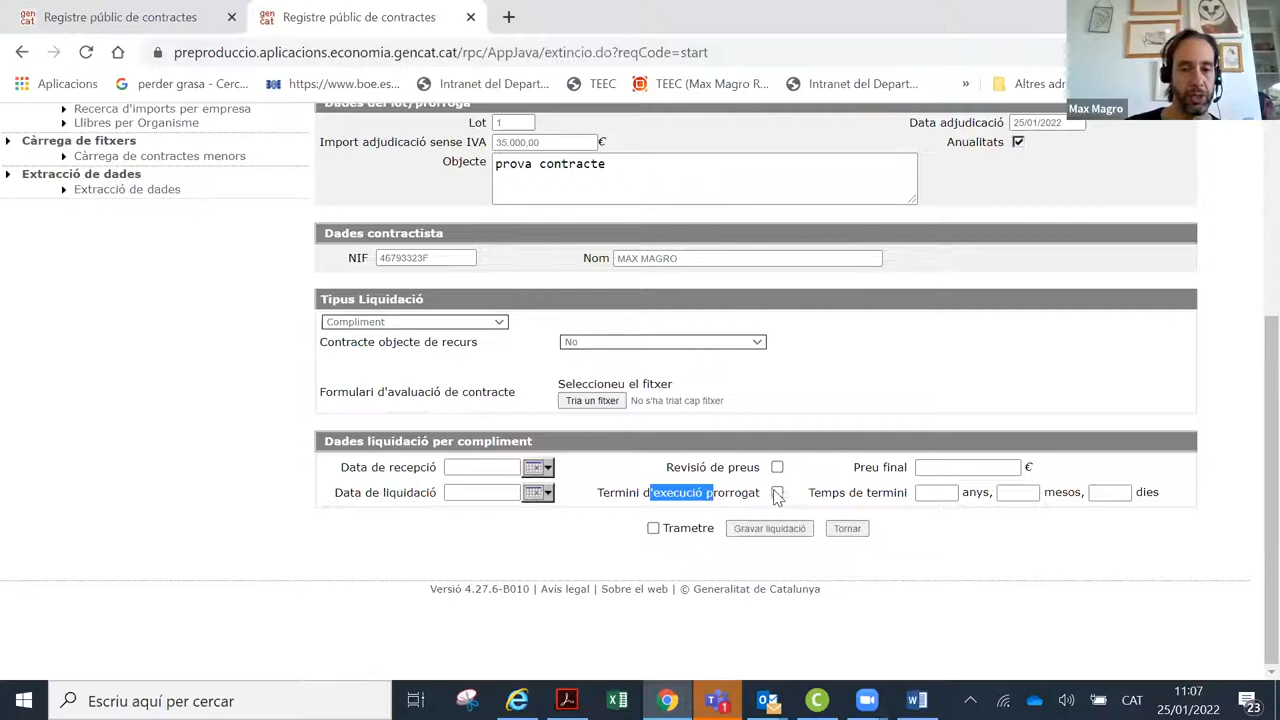 gen cat Registre públic de contractes × gen cat Registre públic de contractes × +
preproduccio.aplicacions.economia.gencat.cat/rpc/AppJava/extincio.do?reqCode=start
Aplicacions perder grasa - Cerc... https://www.boe.es... Intranet del Depart... TEEC TEEC (Max Magro R... Intranet del Depart... » Altres adr
Max Magro
Recerca d'imports per empresa
Llibres per Organisme
Càrrega de fitxers
Càrrega de contractes menors
Extracció de dades
Extracció de dades
Dades del lot/pròrroga
Lot 1 Data adjudicació 25/01/2022
Import adjudicació sense IVA 35.000,00 € Anualitats
Objecte prova contracte
Dades contractista
NIF 46793323F Nom MAX MAGRO
Tipus Liquidació
Compliment
Contracte objecte de recurs No
Formulari d'avaluació de contracte Seleccioneu el fitxer
Tria un fitxer No s'ha triat cap fitxer
Dades liquidació per compliment
Data de recepció Revisió de preus Preu final €
Data de liquidació Termini d'execució prorrogat Temps de termini anys, mesos, dies
Trametre Gravar liquidació Tornar
Versió 4.27.6-B010 | Avís legal | Sobre el web | © Generalitat de Catalunya
Escriu aquí per cercar
CAT 11:07
25/01/2022
23